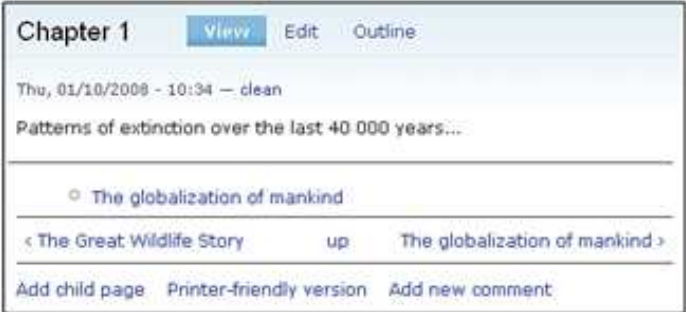 Chapter 1 View Edit Outline
Thu, 01/10/2008 - 10:34 — clean
Patterns of extinction over the last 40 000 years...
The globalization of mankind
‹ The Great Wildlife Story up The globalization of mankind ›
Add child page Printer-friendly version Add new comment